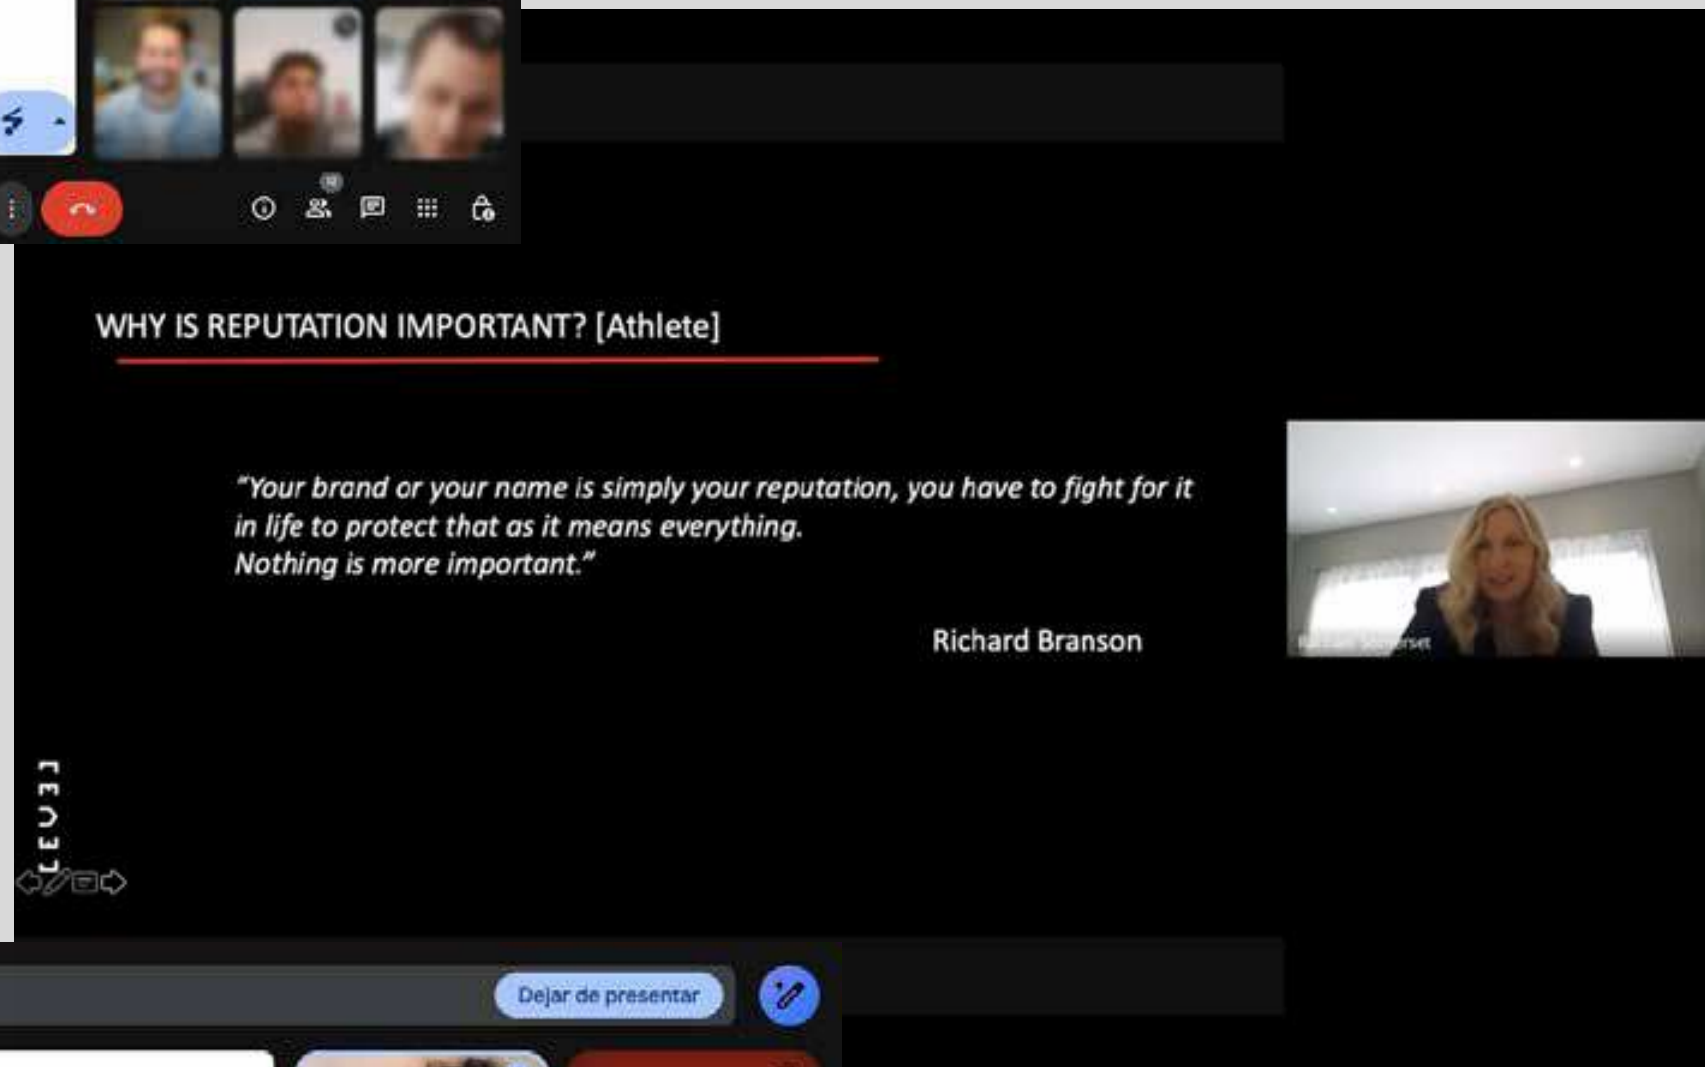 WHY IS REPUTATION IMPORTANT? [Athlete]
“Your brand or your name is simply your reputation, you have to fight for it
in life to protect that as it means everything.
Nothing is more important.”
Richard Branson
LEVEL
Dejar de presentar